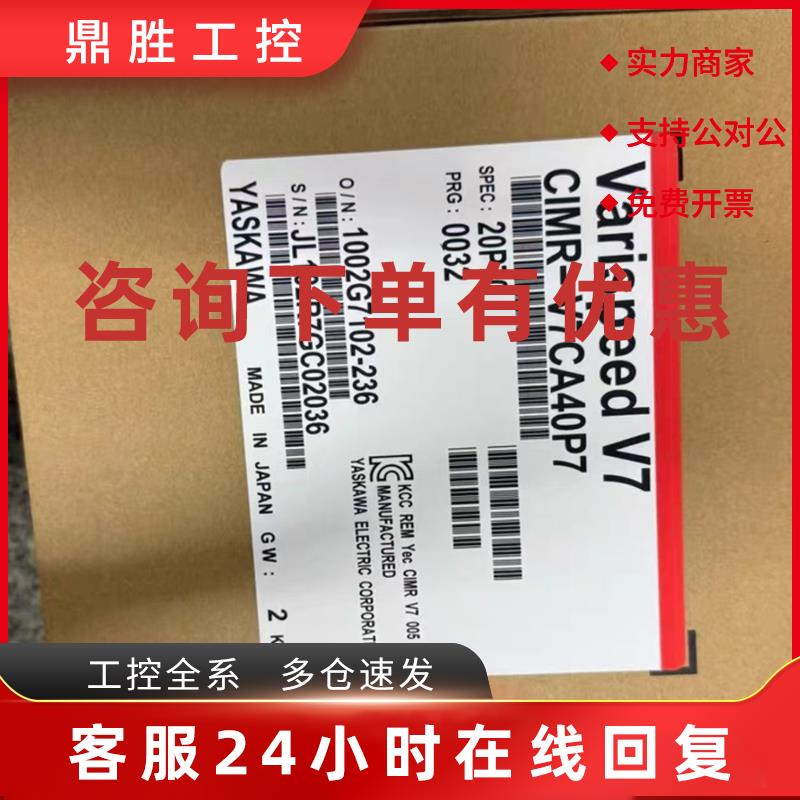 鼎胜工控
实力商家
支持公对公
免费开票
咨询下单有优惠
Varispeed V7
CIMR-V7CA40P7
SPEC: 20P
PRG: 0032
O/N: 1002G7102-236
S/N: JL
GC02036
YASKAWA
MADE IN JAPAN GW: 2 K
KCC REM Yec CIMR V7 005
MANUFACTURED
YASKAWA ELECTRIC CORPORAT
工控全系 多仓速发
客服24小时在线回复